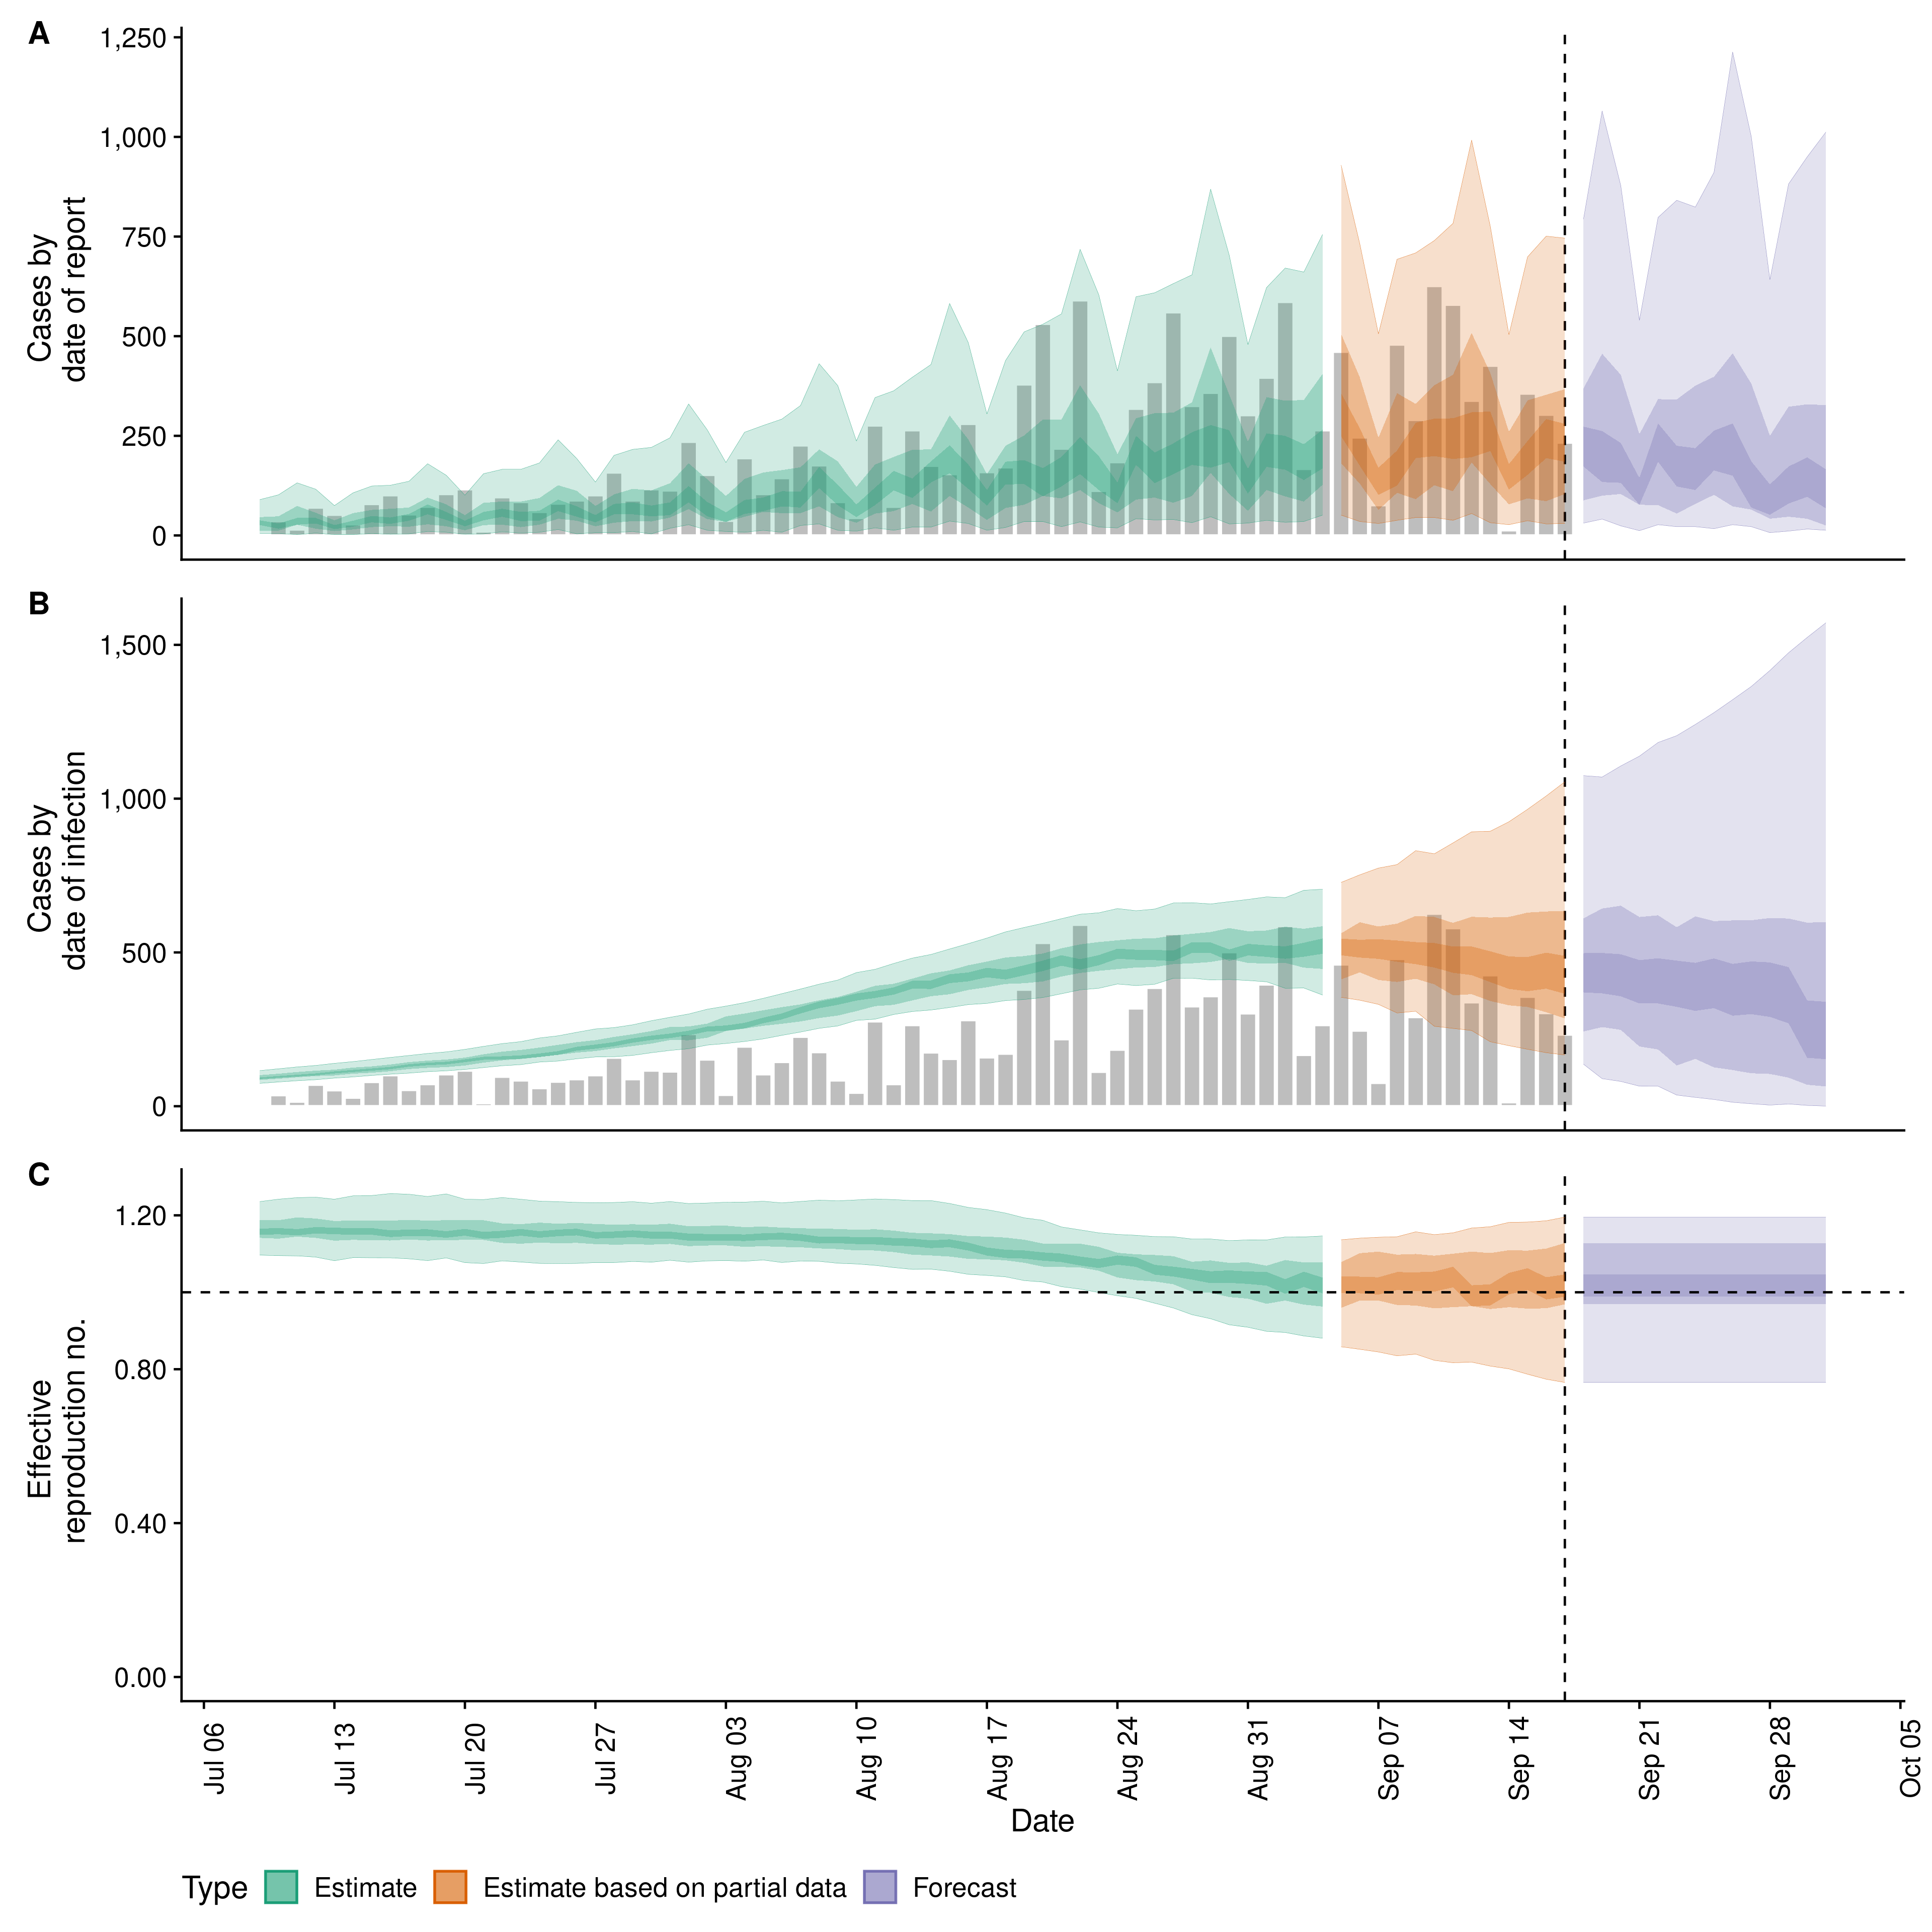 A
1,250
1,000
750
500
250
0
Cases by
date of report
B
1,500
1,000
500
0
Cases by
date of infection
C
1.20
0.80
0.40
0.00
Effective
reproduction no.
Jul 06
Jul 13
Jul 20
Jul 27
Aug 03
Aug 10
Aug 17
Aug 24
Aug 31
Sep 07
Sep 14
Sep 21
Sep 28
Oct 05
Date
Type Estimate Estimate based on partial data Forecast